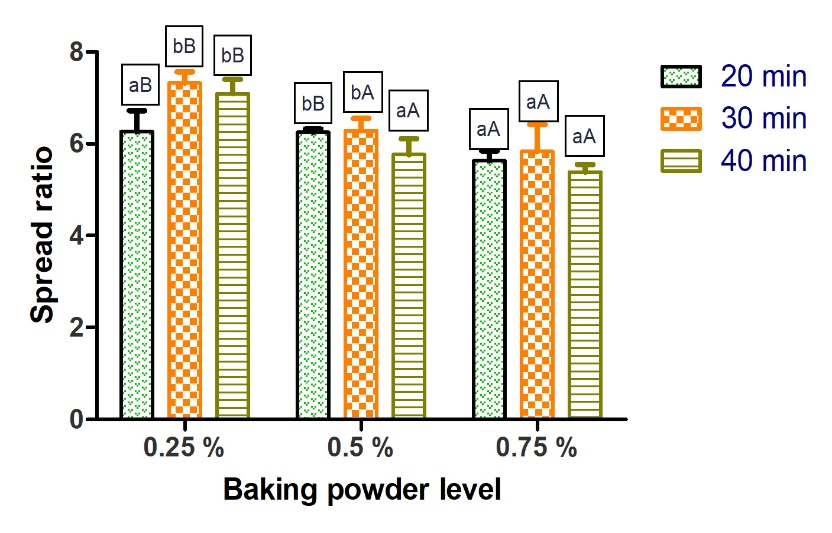 8
6
4
2
0
Spread ratio
aB
bB
bB
bB
bA
aA
aA
aA
aA
0.25 %
0.5 %
0.75 %
Baking powder level
20 min
30 min
40 min